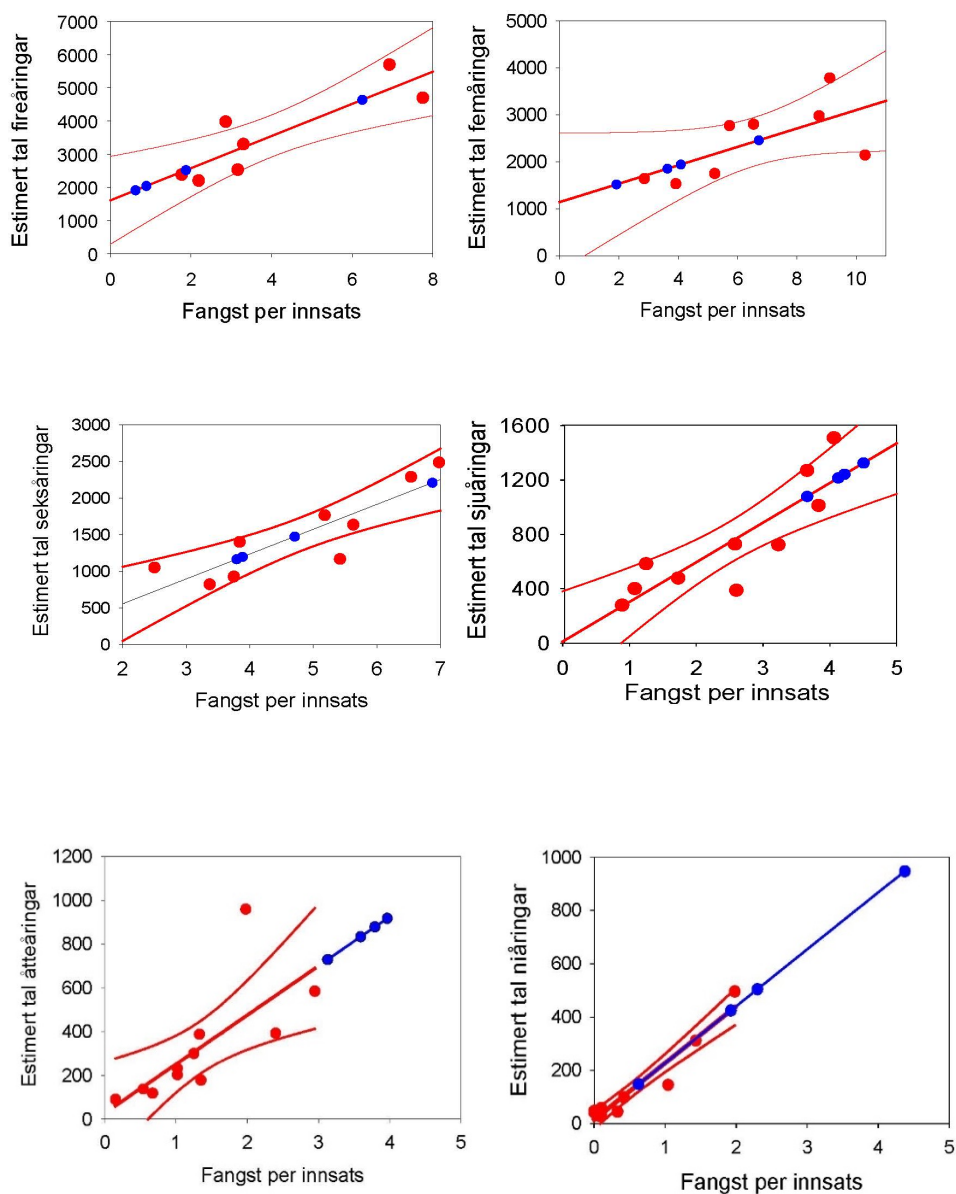 Estimert tal fireåringar
7000
6000
5000
4000
3000
2000
1000
0
0 2 4 6 8
Fangst per innsats
Estimert tal femåringar
5000
4000
3000
2000
1000
0
0 2 4 6 8 10
Fangst per innsats
Estimert tal seksåringar
3000
2500
2000
1500
1000
500
0
2 3 4 5 6 7
Fangst per innsats
Estimert tal sjuåringar
1600
1200
800
400
0
0 1 2 3 4 5
Fangst per innsats
Estimert tal åtteåringar
1200
1000
800
600
400
200
0
0 1 2 3 4 5
Fangst per innsats
Estimert tal niåringar
1000
800
600
400
200
0
0 1 2 3 4 5
Fangst per innsats